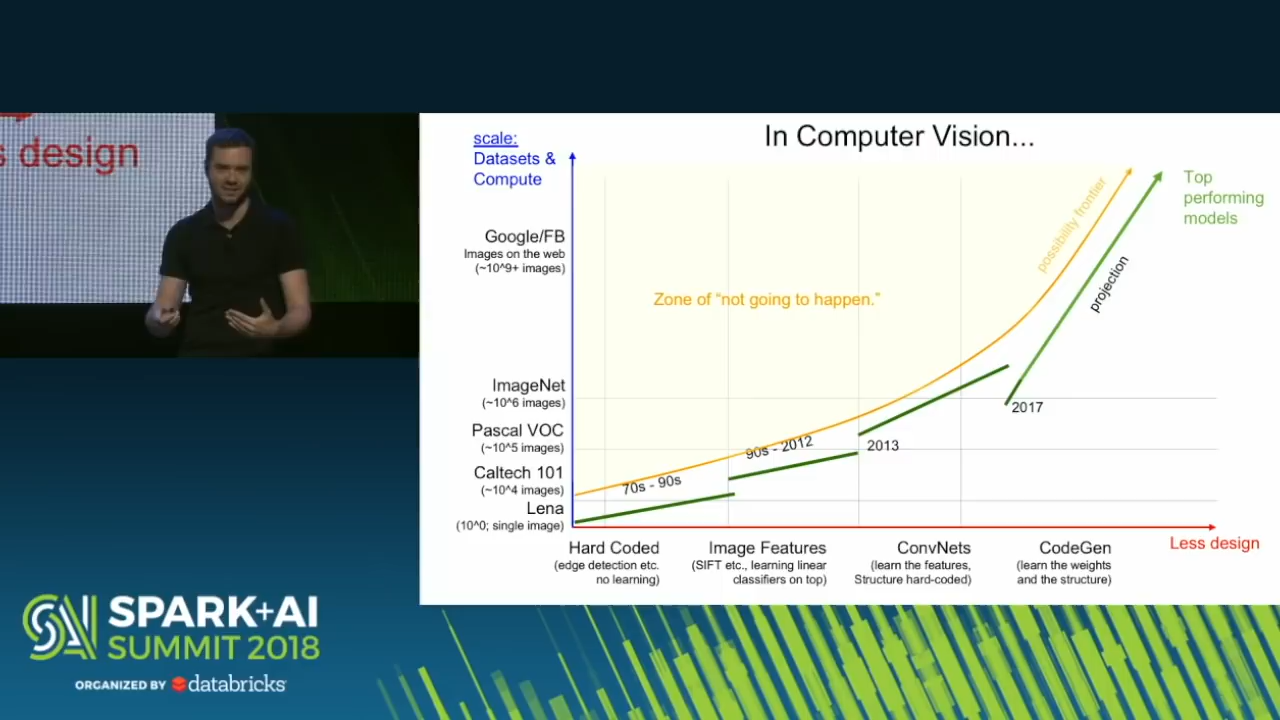 s design
scale:
Datasets &
Compute
In Computer Vision...
Top
performing
models
possibility frontier
projection
Google/FB
Images on the web
(~10^9+ images)
Zone of “not going to happen.”
ImageNet
(~10^6 images)
2017
Pascal VOC
(~10^5 images)
90s - 2012
2013
Caltech 101
(~10^4 images)
70s - 90s
Lena
(10^0; single image)
Less design
Hard Coded
(edge detection etc.
no learning)
Image Features
(SIFT etc., learning linear
classifiers on top)
ConvNets
(learn the features,
Structure hard-coded)
CodeGen
(learn the weights
and the structure)
SPARK+AI
SUMMIT 2018
ORGANIZED BY databricks